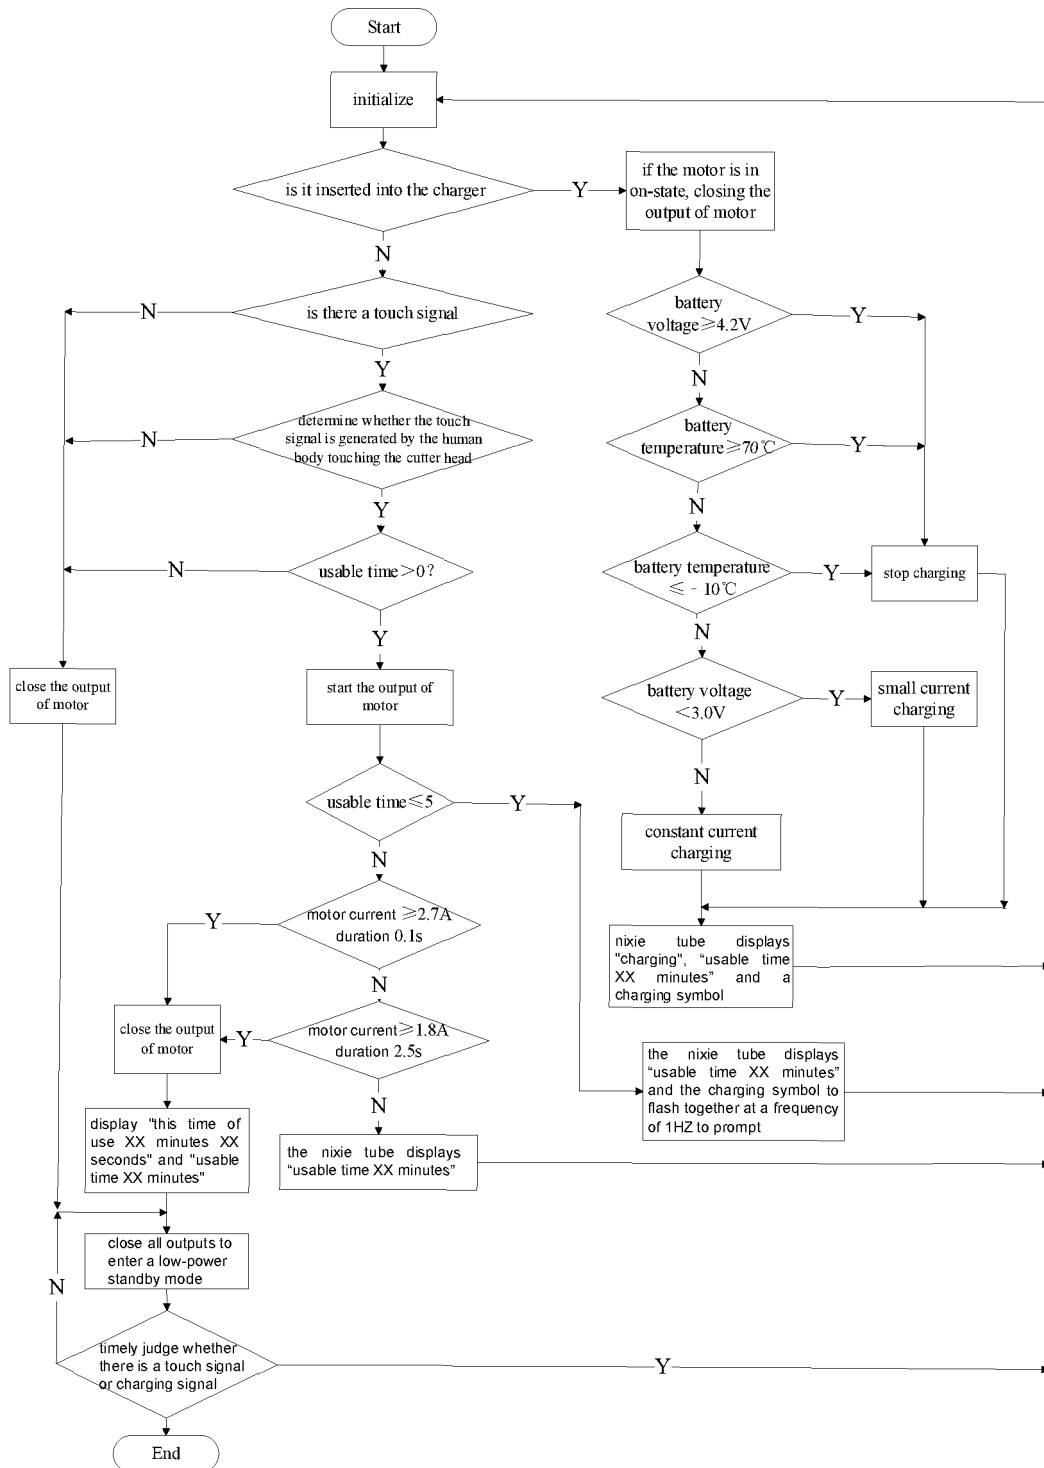 Start
initialize
is it inserted into the charger
Y
if the motor is in
on-state, closing the
output of motor
N
N
is there a touch signal
battery
voltage≥4.2V
Y
Y
N
determine whether the touch
signal is generated by the human
body touching the cutter head
N
battery
temperature≥70℃
Y
Y
N
usable time>0?
N
battery temperature
≤﹣10℃
Y
stop charging
Y
N
close the output
of motor
start the output of
motor
battery voltage
<3.0V
Y
small current
charging
N
usable time≤5
Y
constant current
charging
N
motor current ≥2.7A
duration 0.1s
Y
nixie tube displays
"charging", “usable time
XX minutes” and a
charging symbol
N
close the output
of motor
Y
motor current≥1.8A
duration 2.5s
the nixie tube displays
“usable time XX minutes”
and the charging symbol to
flash together at a frequency
of 1HZ to prompt
N
display "this time of
use XX minutes XX
seconds" and "usable
time XX minutes"
the nixie tube displays
“usable time XX minutes”
close all outputs to
enter a low-power
standby mode
N
timely judge whether
there is a touch signal
or charging signal
Y
End